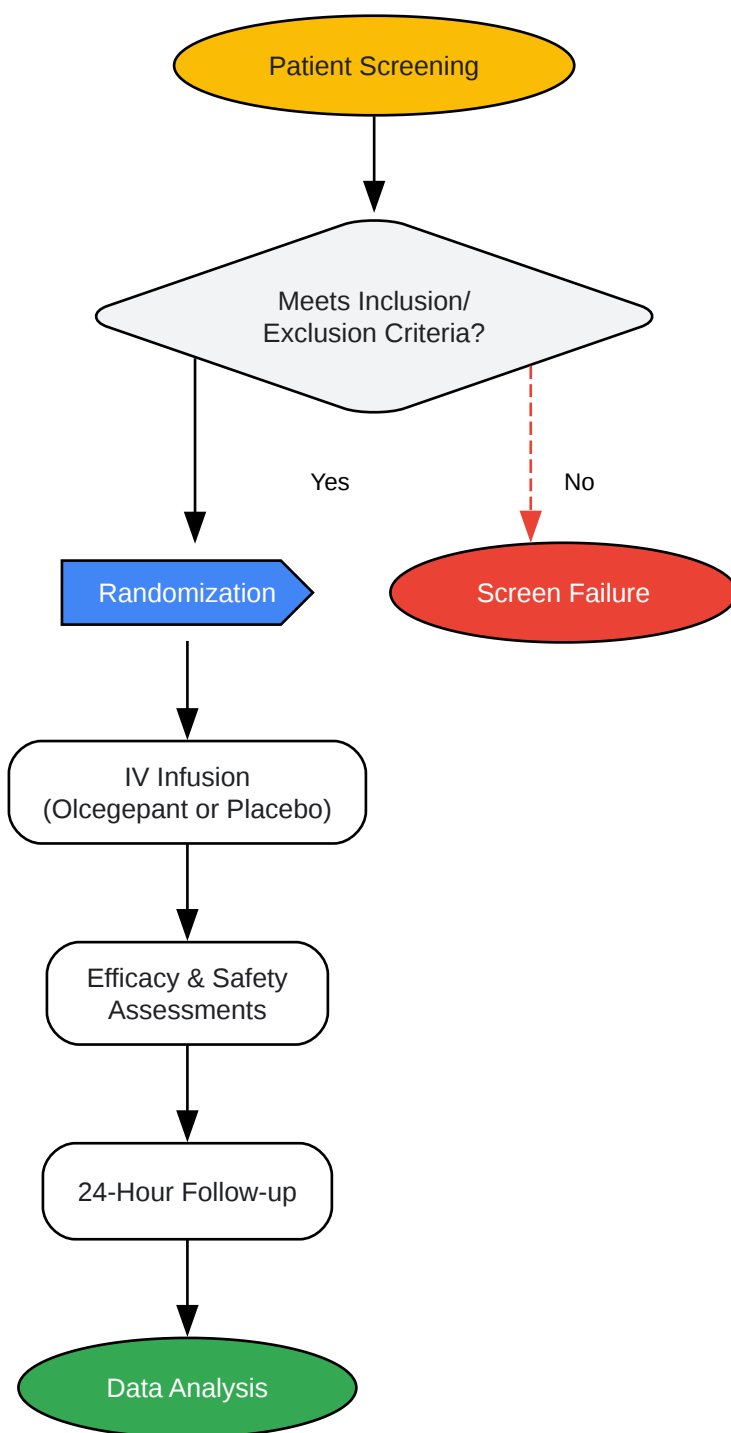 Patient Screening
Meets Inclusion/
Exclusion Criteria?
Yes
No
Randomization
Screen Failure
IV Infusion
(Olcegepant or Placebo)
Efficacy & Safety
Assessments
24-Hour Follow-up
Data Analysis